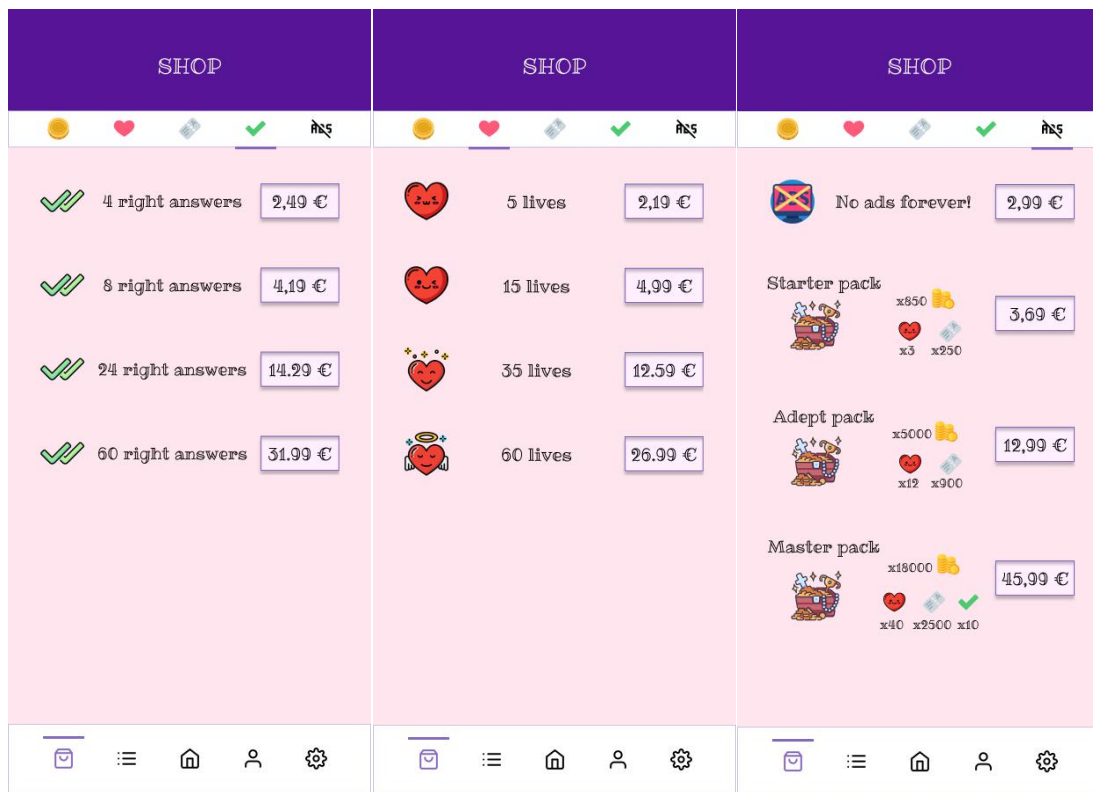 SHOP
ADS
4 right answers 2,49 €
8 right answers 4,19 €
24 right answers 14.29 €
60 right answers 31.99 €
SHOP
ADS
5 lives 2,19 €
15 lives 4,99 €
35 lives 12.59 €
60 lives 26.99 €
SHOP
ADS
ADS
No ads forever! 2,99 €
Starter pack
x850
3,69 €
x3 x250
Adept pack
x5000
12,99 €
x12 x900
Master pack
x18000
45,99 €
x40 x2500 x10